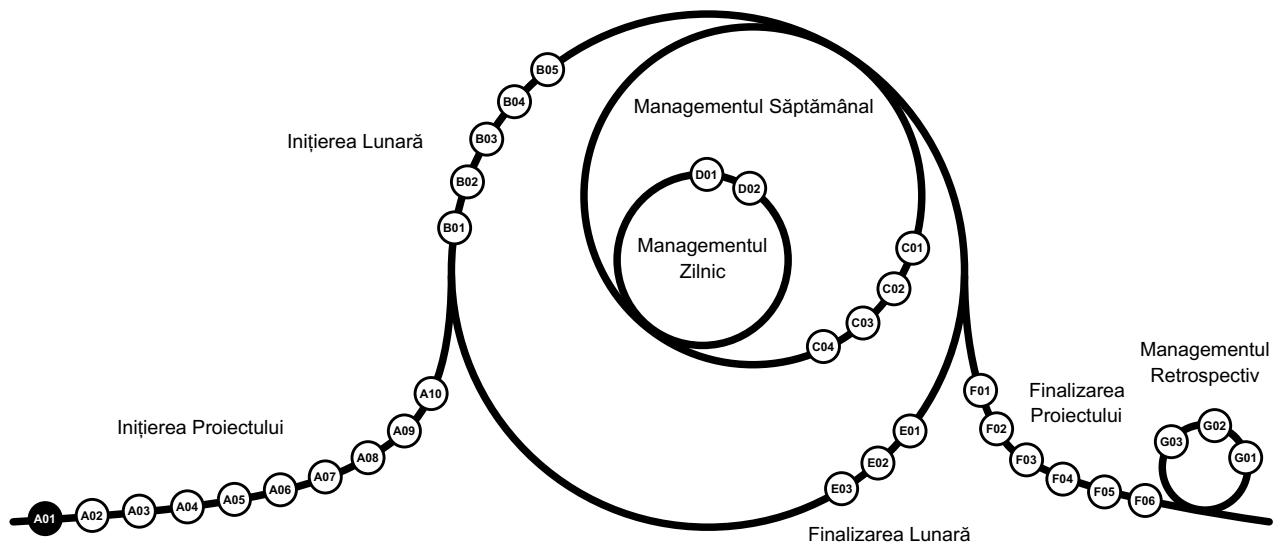 Inițierea Proiectului
A01
A02
A03
A04
A05
A06
A07
A08
A09
A10
Inițierea Lunară
B01
B02
B03
B04
B05
Managementul Săptămânal
C01
C02
C03
C04
Managementul
Zilnic
D01
D02
Finalizarea Lunară
E01
E02
E03
Finalizarea
Proiectului
F01
F02
F03
F04
F05
F06
Managementul
Retrospectiv
G01
G02
G03